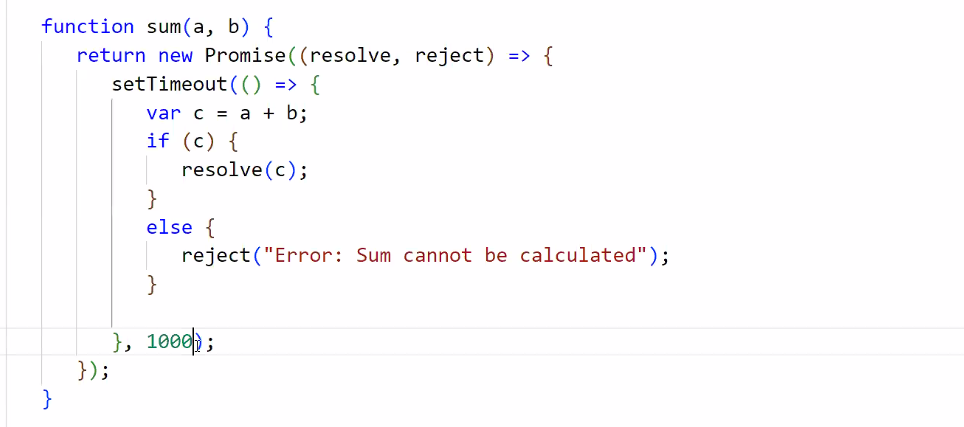 function sum(a, b) {
return new Promise((resolve, reject) => {
setTimeout(() => {
var c = a + b;
if (c) {
resolve(c);
}
else {
reject("Error: Sum cannot be calculated");
}
}, 1000);
});
}